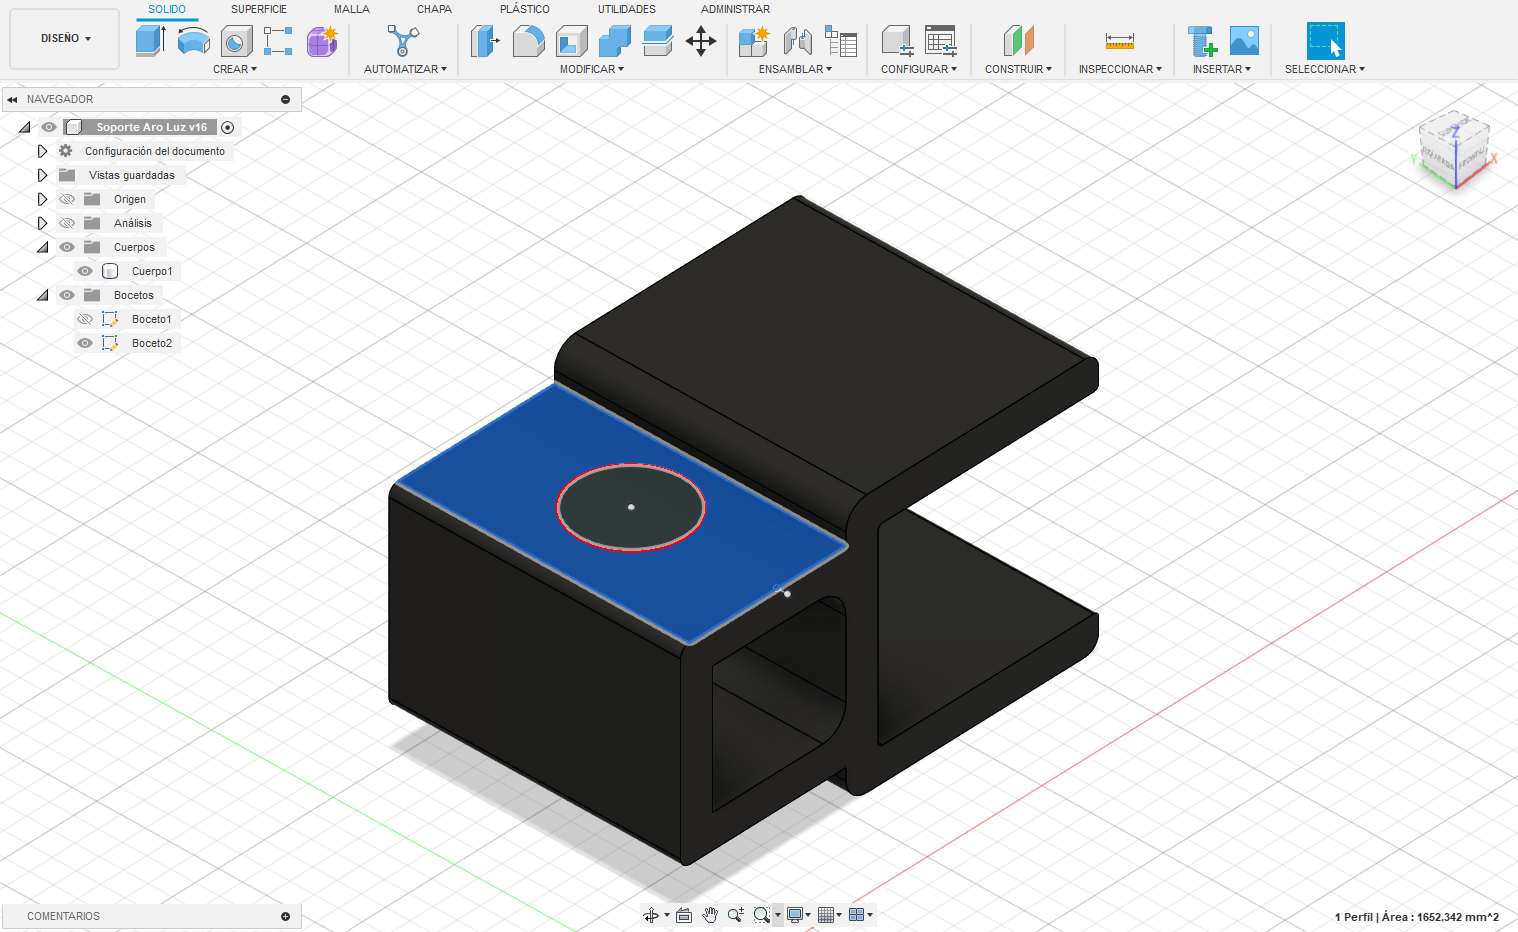 SOLIDO SUPERFICIE MALLA CHAPA PLÁSTICO UTILIDADES ADMINISTRAR
DISEÑO
CREAR AUTOMATIZAR MODIFICAR ENSAMBLAR CONFIGURAR CONSTRUIR INSPECCIONAR INSERTAR SELECCIONAR
NAVEGADOR
Soporte Aro Luz v16
Configuración del documento
Vistas guardadas
Origen
Análisis
Cuerpos
Cuerpo1
Bocetos
Boceto1
Boceto2
Z
Y
X
COMENTARIOS
1 Perfil | Área : 1652.342 mm^2